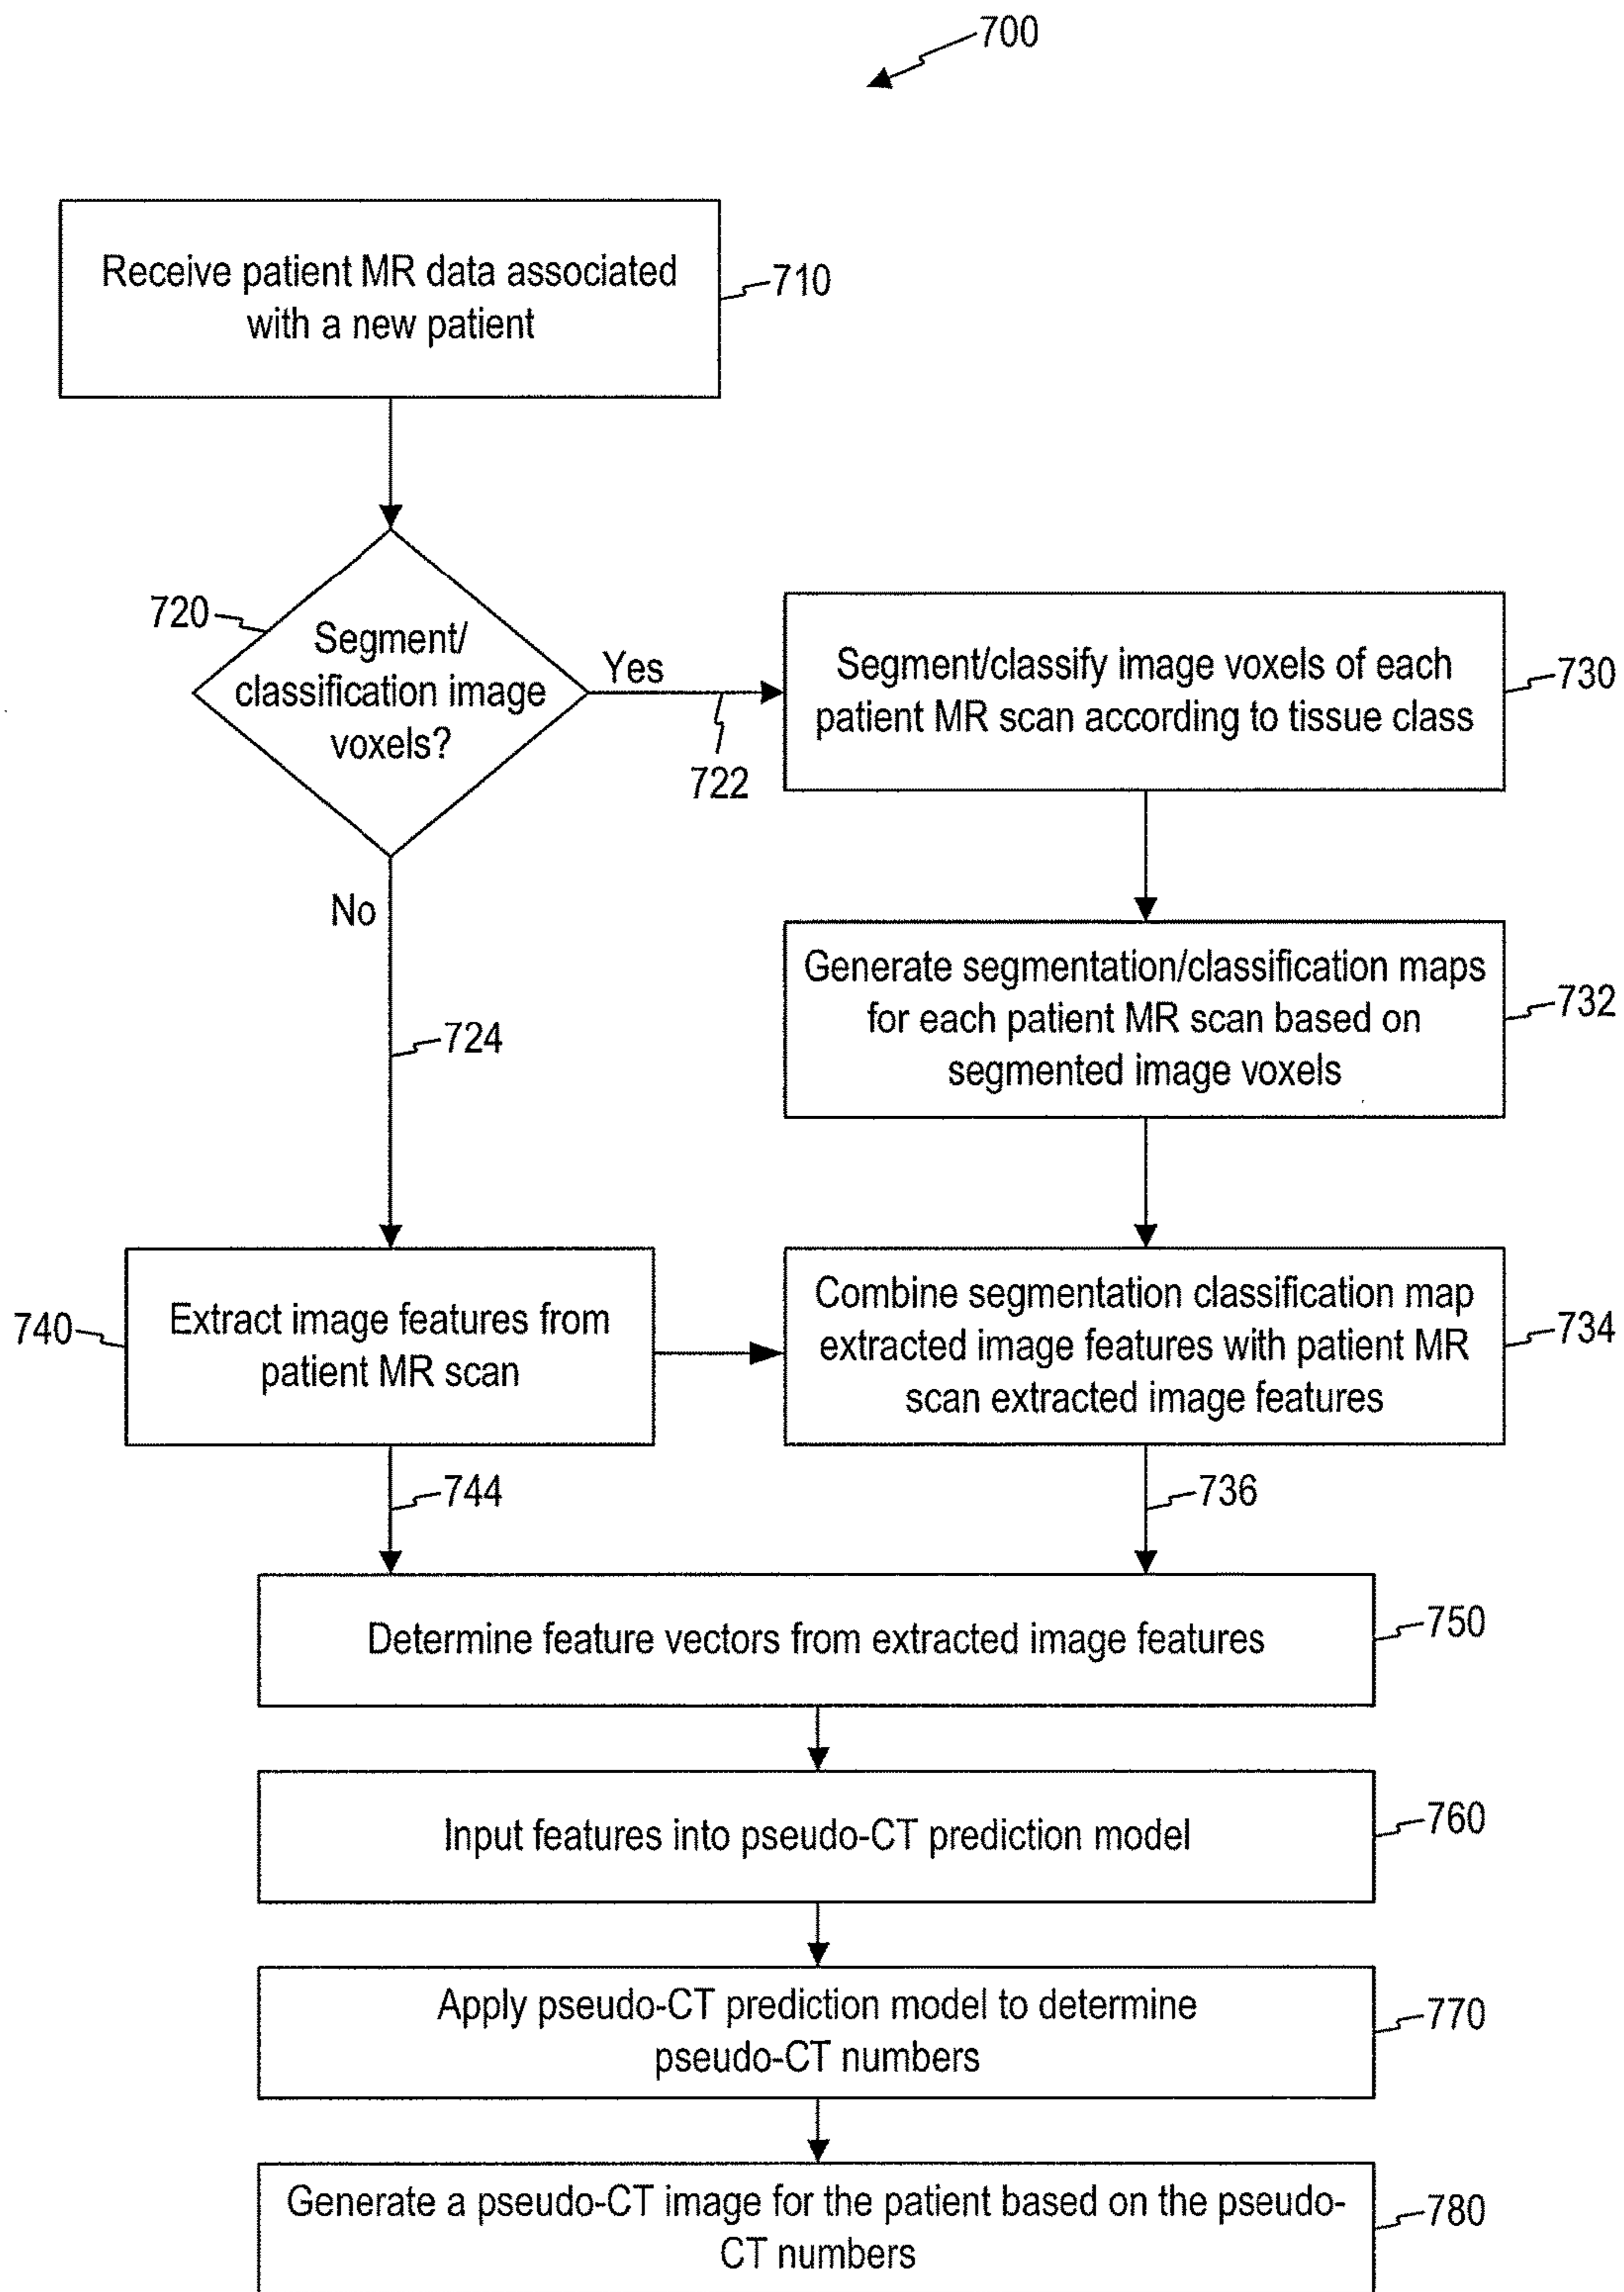 700
Receive patient MR data associated
with a new patient
710
720
Segment/
classification image
voxels?
Yes
722
Segment/classify image voxels of each
patient MR scan according to tissue class
730
No
724
Generate segmentation/classification maps
for each patient MR scan based on
segmented image voxels
732
740
Extract image features from
patient MR scan
Combine segmentation classification map
extracted image features with patient MR
scan extracted image features
734
744
736
Determine feature vectors from extracted image features
750
Input features into pseudo-CT prediction model
760
Apply pseudo-CT prediction model to determine
pseudo-CT numbers
770
Generate a pseudo-CT image for the patient based on the pseudo-
CT numbers
780